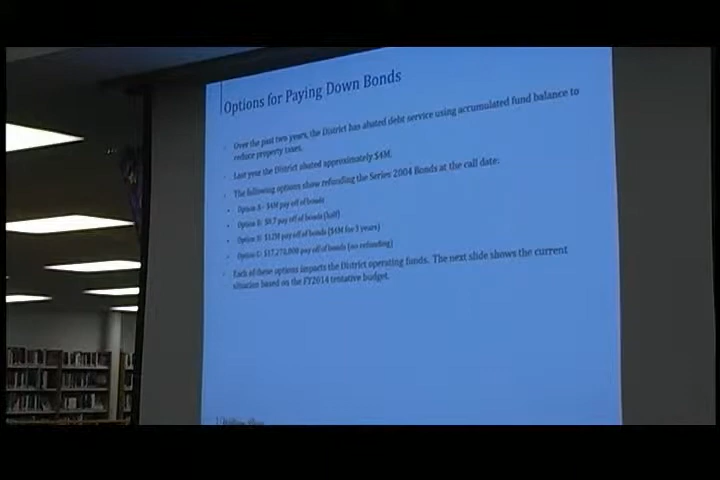 Options for Paying Down Bonds
Over the past two years, the District has abated debt service using accumulated fund balance to
reduce property taxes.
Last year the District abated approximately $4M.
The following options show refunding the Series 2004 Bonds at the call date:
Option A - $4M pay off of bonds
Option B: $8.7 pay off of bonds (half)
Option B: $12M pay off of bonds ($4M for 3 years)
Option C: $17,270,000 pay off of bonds (no refunding)
Each of these options impacts the District operating funds. The next slide shows the current
situation based on the FY2014 tentative budget.